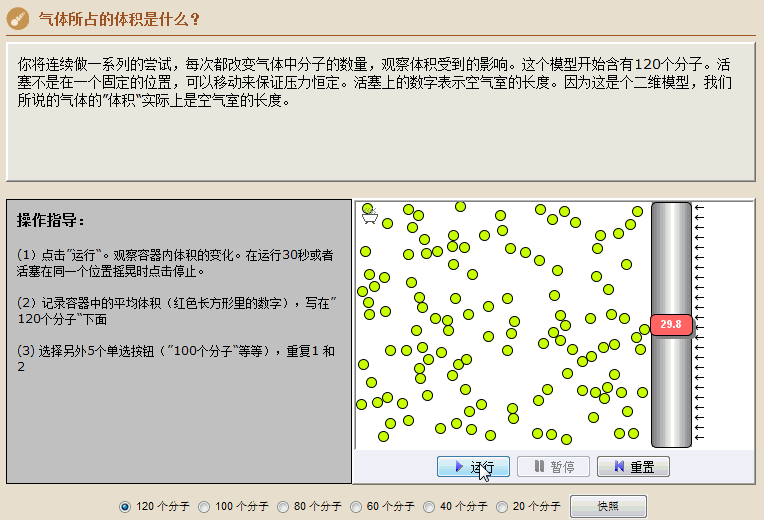 气体所占的体积是什么？
你将连续做一系列的尝试，每次都改变气体中分子的数量，观察体积受到的影响。这个模型开始含有120个分子。活
塞不是在一个固定的位置，可以移动来保证压力恒定。活塞上的数字表示空气室的长度。因为这是个二维模型，我们
所说的气体的”体积“实际上是空气室的长度。
操作指导：
(1）点击”运行“。观察容器内体积的变化。在运行30秒或者
活塞在同一个位置摇晃时点击停止。
(2）记录容器中的平均体积（红色长方形里的数字），写在”
120个分子“下面
(3) 选择另外5个单选按钮（”100个分子“等等），重复1 和
2
29.8
运行 暂停 重置
120 个分子 100 个分子 80 个分子 60 个分子 40 个分子 20 个分子 快照